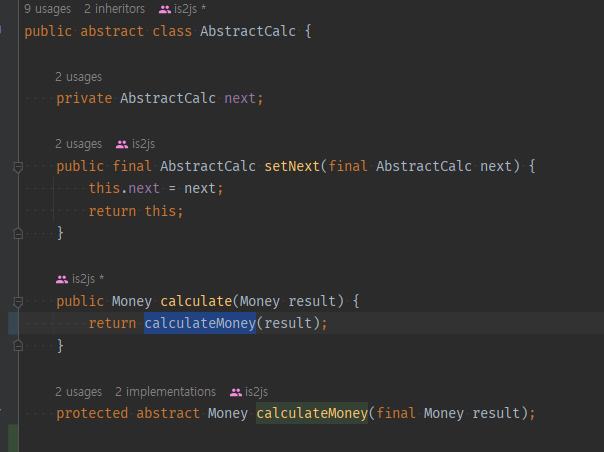 9 usages 2 inheritors is2js *
public abstract class AbstractCalc {
2 usages
private AbstractCalc next;
2 usages is2js
public final AbstractCalc setNext(final AbstractCalc next) {
this.next = next;
return this;
}
is2js *
public Money calculate(Money result) {
return calculateMoney(result);
}
2 usages 2 implementations is2js
protected abstract Money calculateMoney(final Money result);